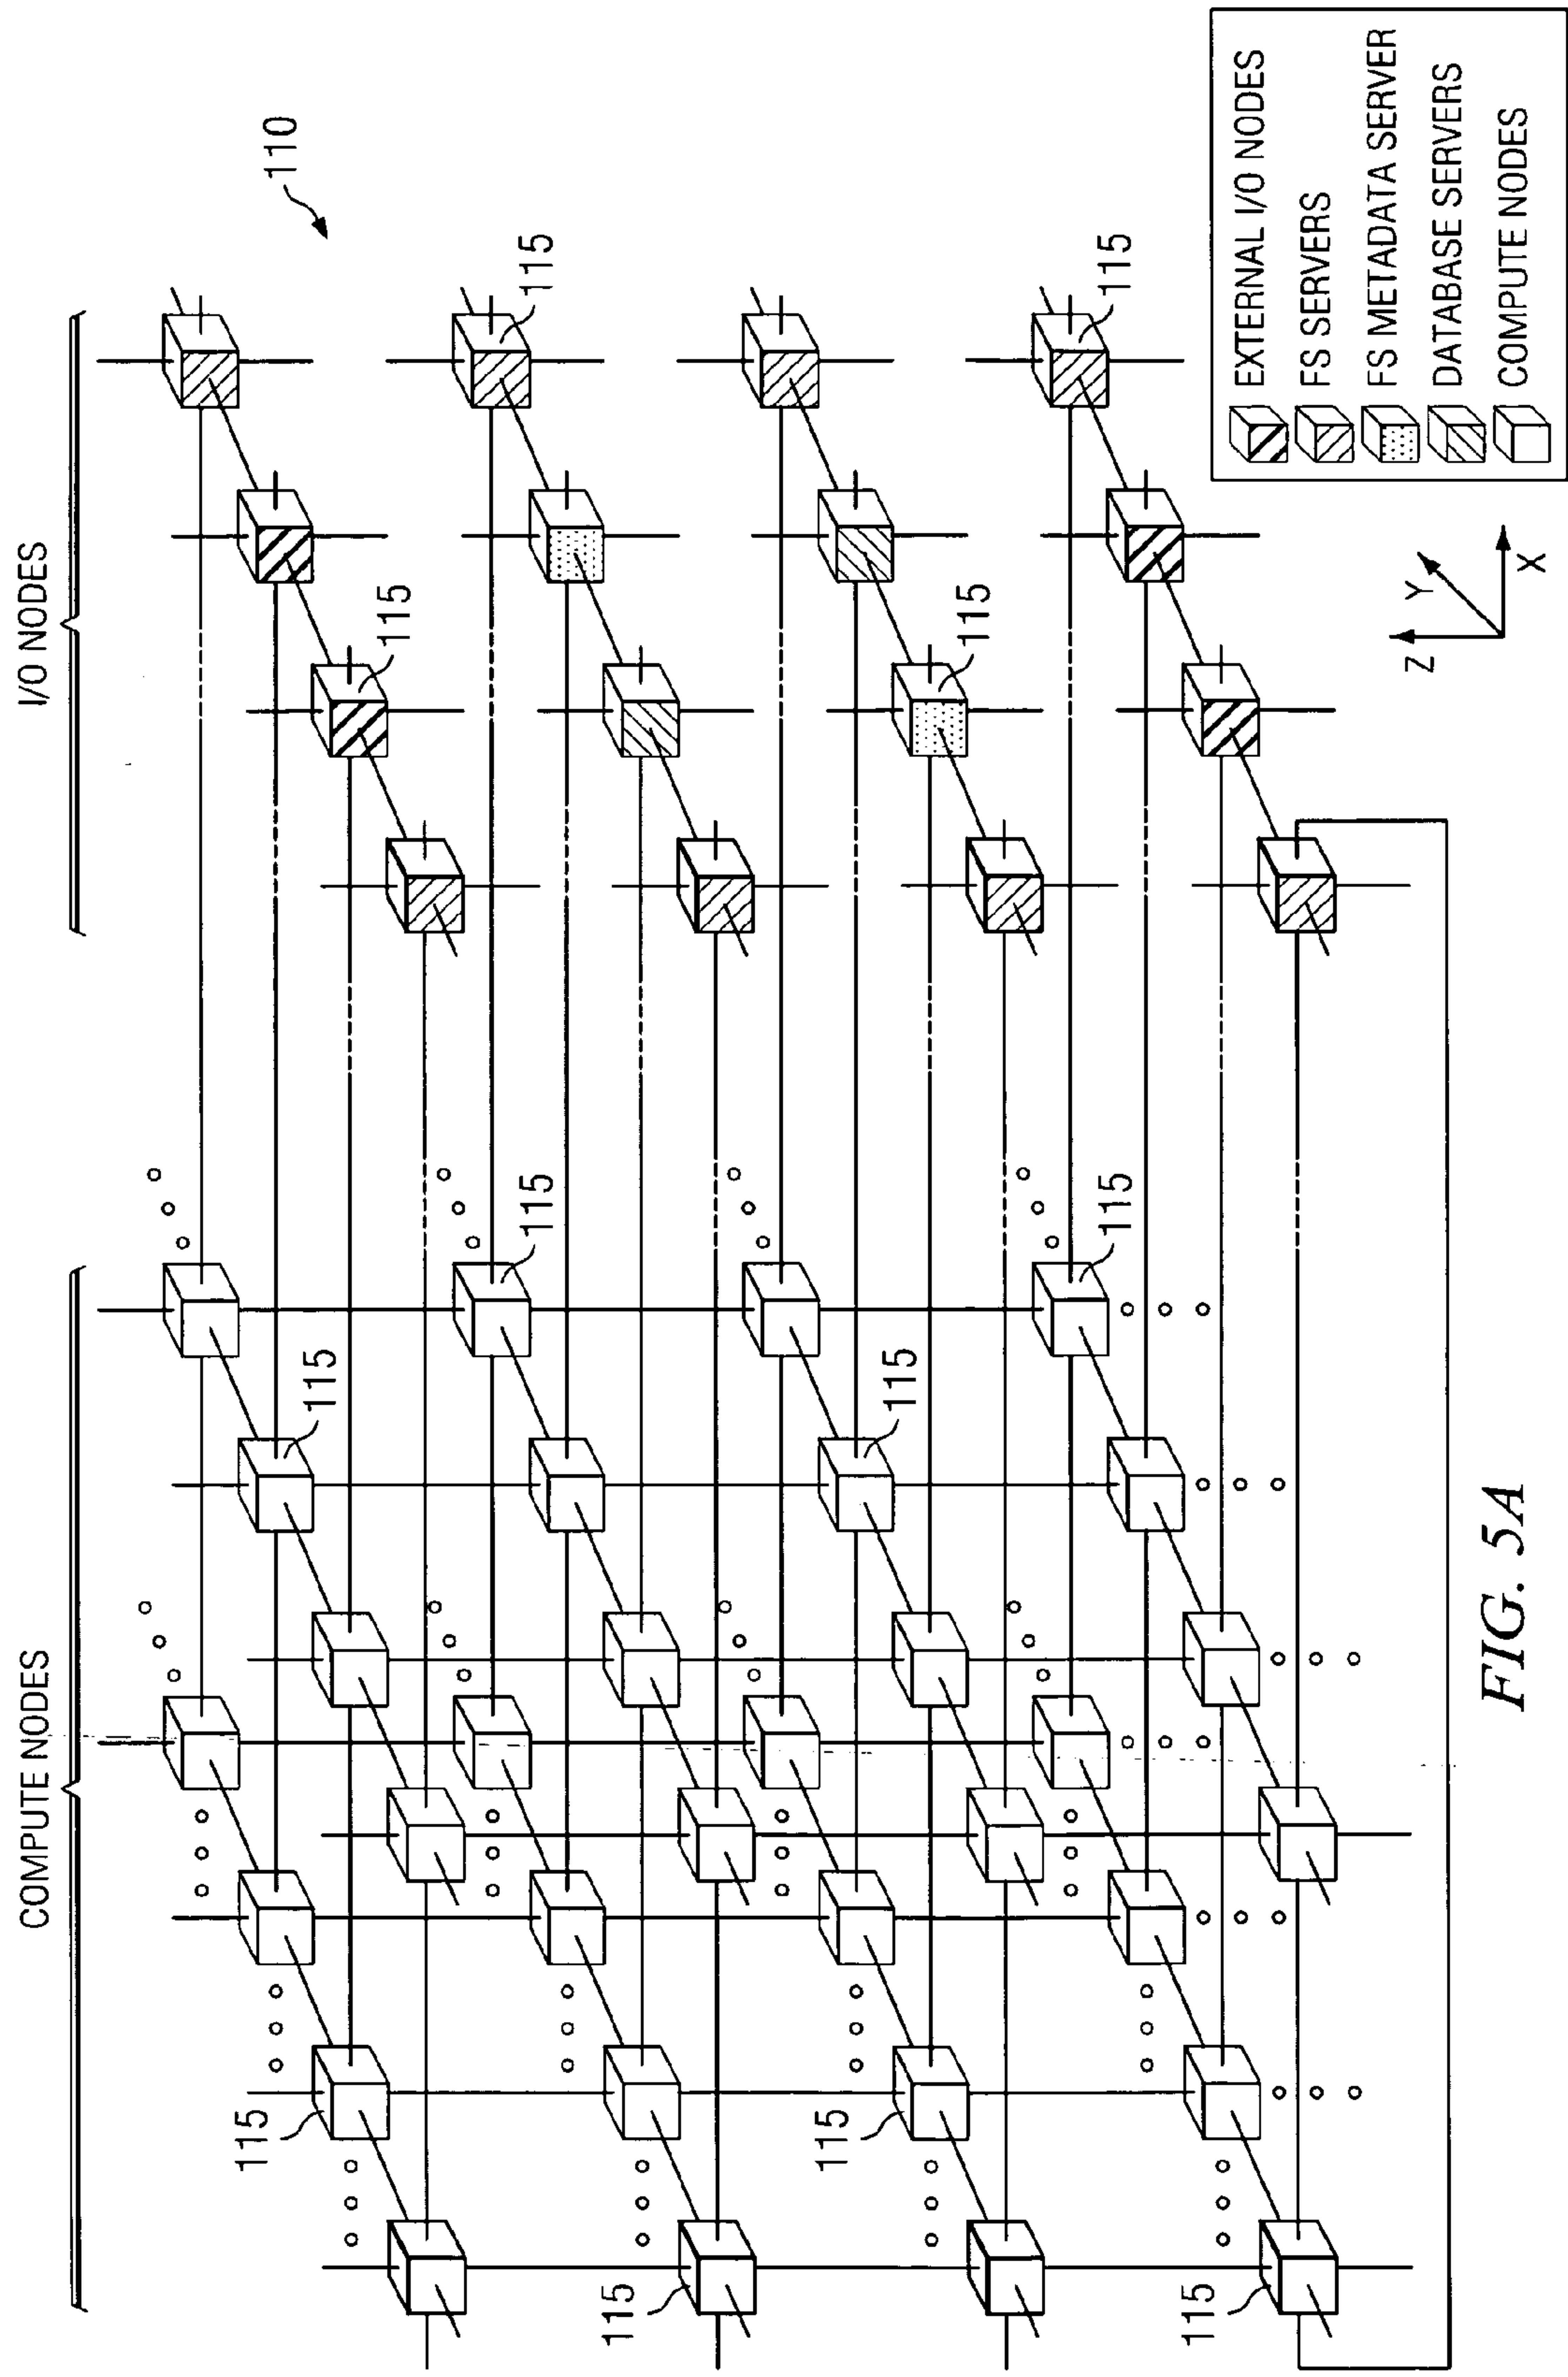 COMPUTE NODES
I/O NODES
115
110
115
115
115
115
115
115
115
115
115
115
115
EXTERNAL I/O NODES
FS SERVERS
FS METADATA SERVER
DATABASE SERVERS
COMPUTE NODES
Z
Y
X
FIG. 5A